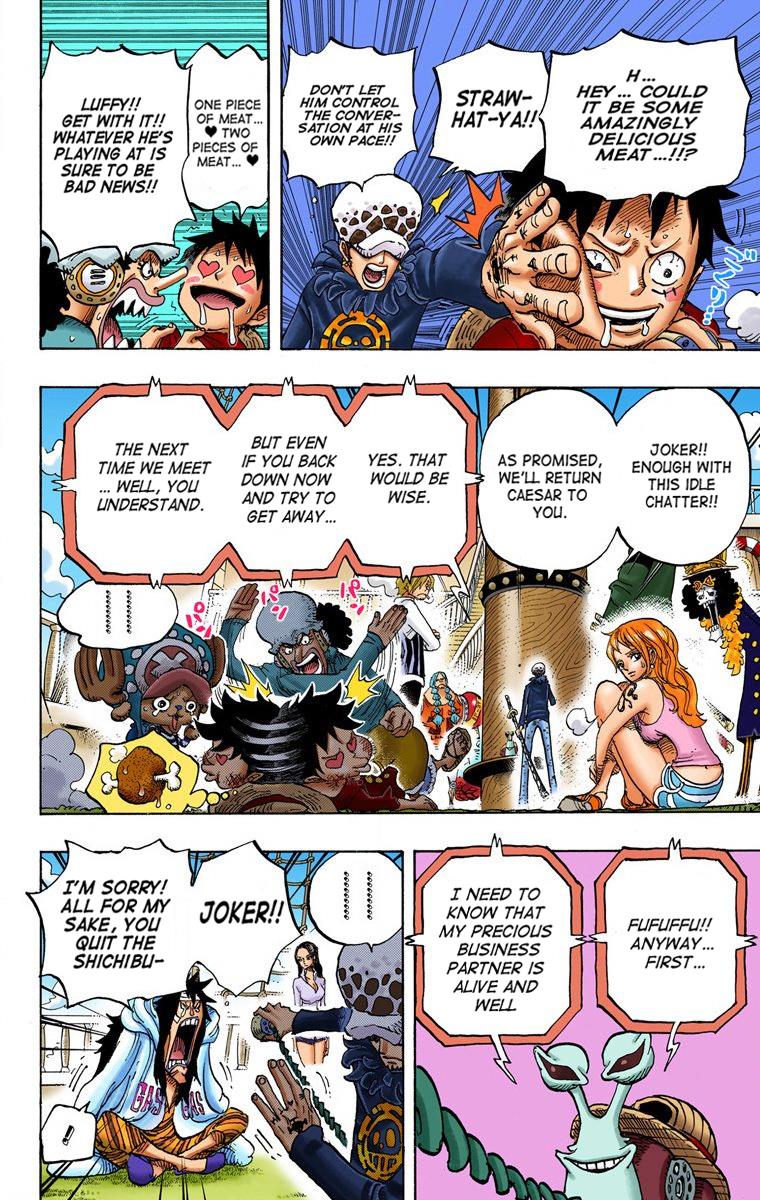 H...
HEY... COULD
IT BE SOME
AMAZINGLY
DELICIOUS
MEAT...!!?
STRAW-
HAT-YA!!
DON'T LET
HIM CONTROL
THE CONVER-
SATION AT HIS
OWN PACE!!
ONE PIECE
OF MEAT...
♥ TWO
PIECES OF
MEAT... ♥
LUFFY!!
GET WITH IT!!
WHATEVER HE'S
PLAYING AT IS
SURE TO BE
BAD NEWS!!
JOKER!!
ENOUGH WITH
THIS IDLE
CHATTER!!
AS PROMISED,
WE'LL RETURN
CAESAR TO
YOU.
YES. THAT
WOULD BE
WISE.
BUT EVEN
IF YOU BACK
DOWN NOW
AND TRY TO
GET AWAY...
THE NEXT
TIME WE MEET
... WELL, YOU
UNDERSTAND.
FUFUFFU!!
ANYWAY...
FIRST...
I NEED TO
KNOW THAT
MY PRECIOUS
BUSINESS
PARTNER IS
ALIVE AND
WELL
JOKER!!
I'M SORRY!
ALL FOR MY
SAKE, YOU
QUIT THE
SHICHIBU-
GAS GAS
!